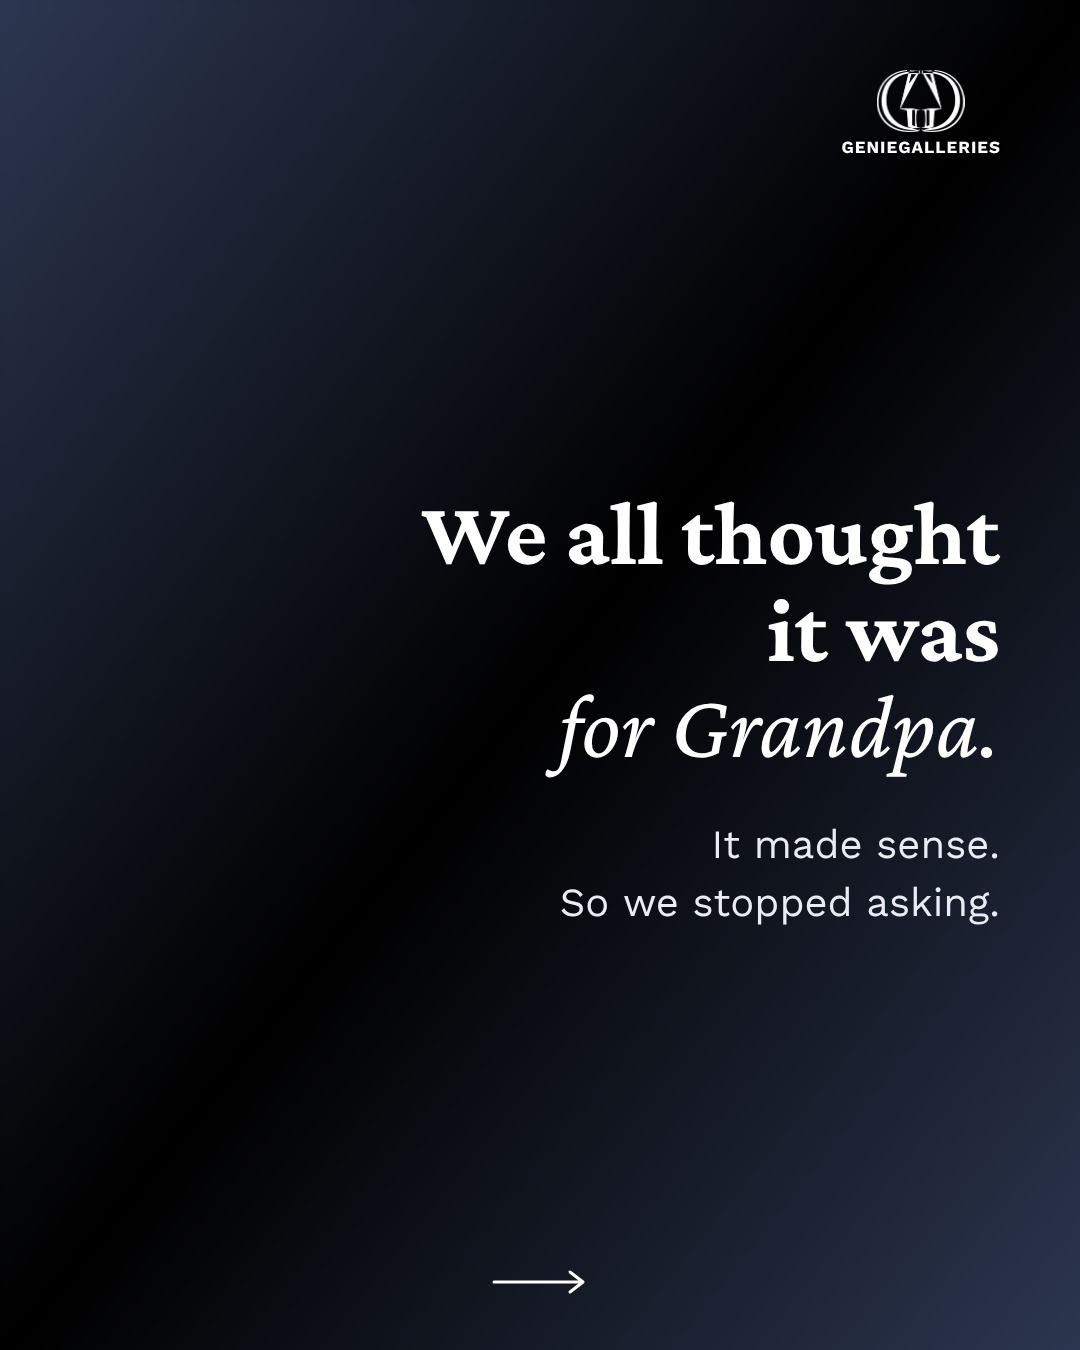 GENIEGALLERIES
We all thought
it was
for Grandpa.
It made sense.
So we stopped asking.